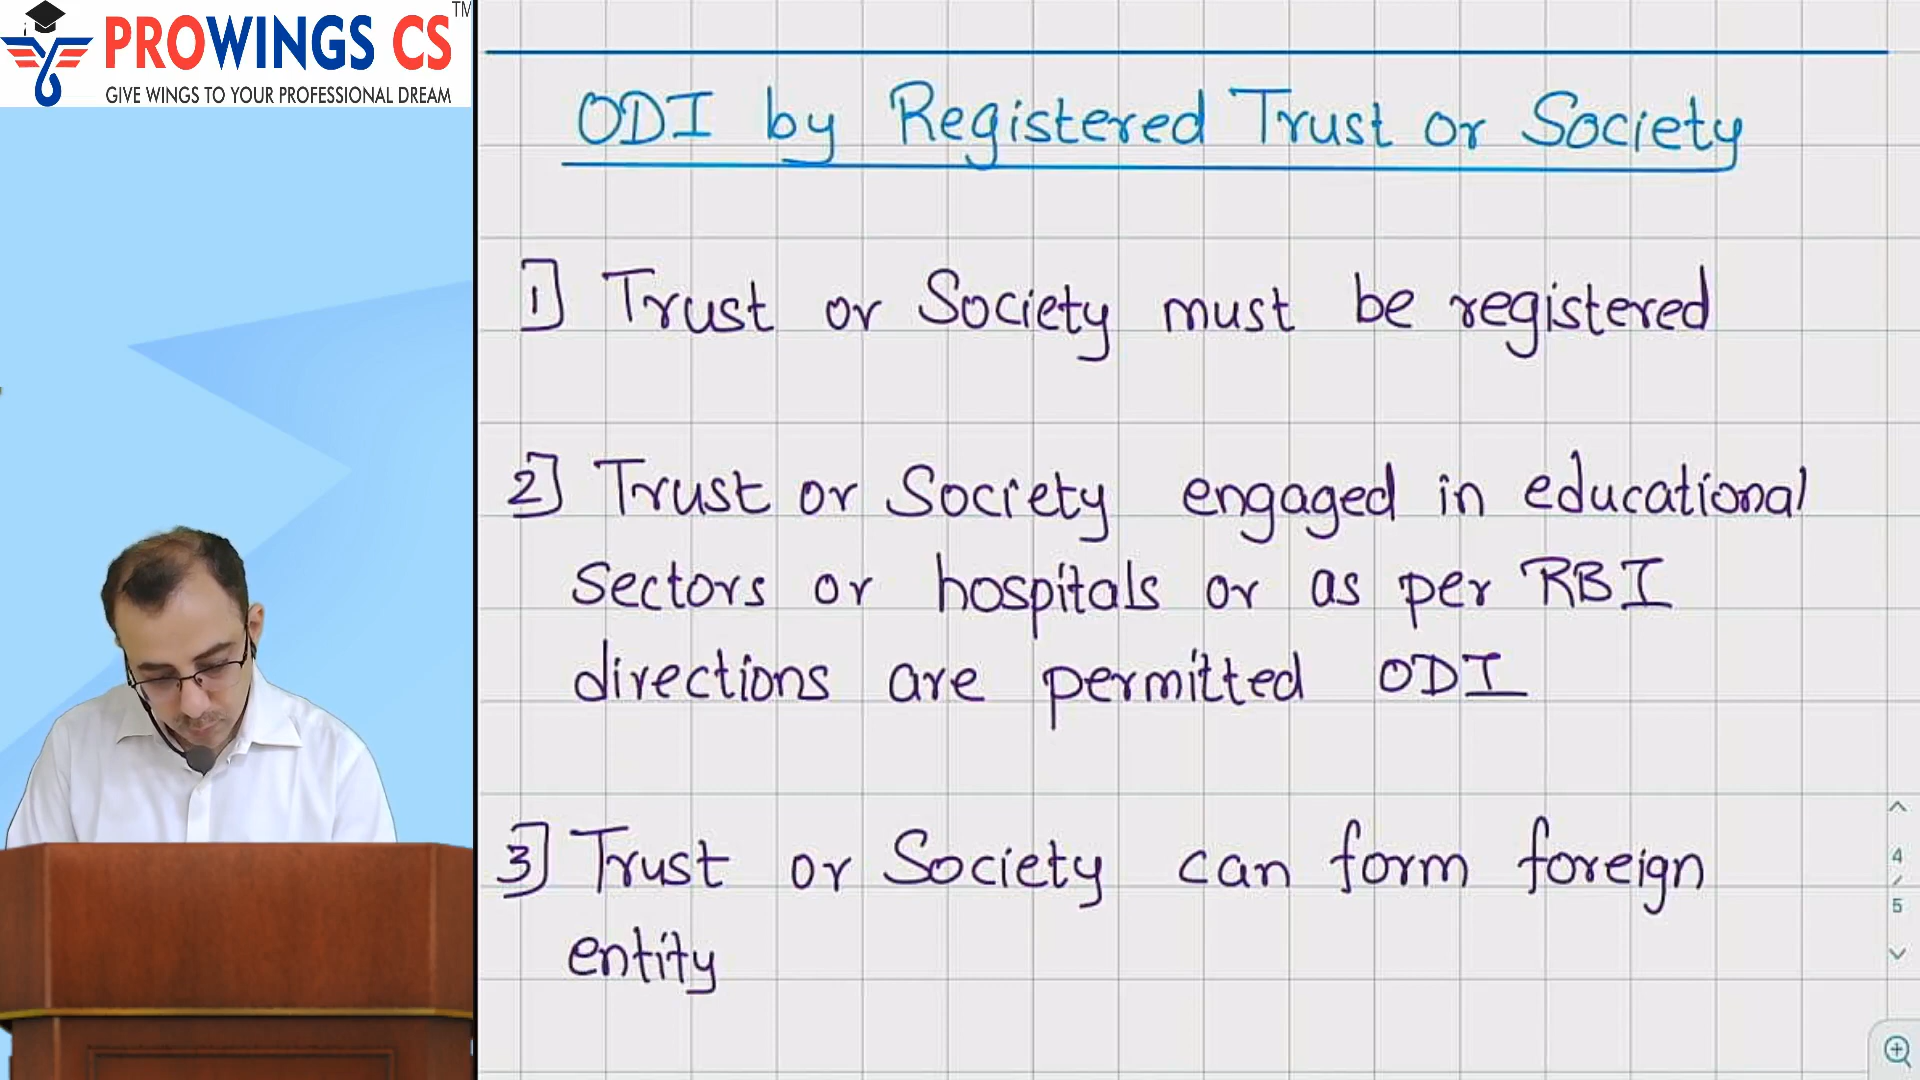 PROWINGS CS TM
GIVE WINGS TO YOUR PROFESSIONAL DREAM
ODI by Registered Trust or Society
1] Trust or Society must be registered
2] Trust or Society engaged in educational
sectors or hospitals or as per RBI
directions are permitted ODI
3] Trust or Society can form foreign
entity
4
/
5